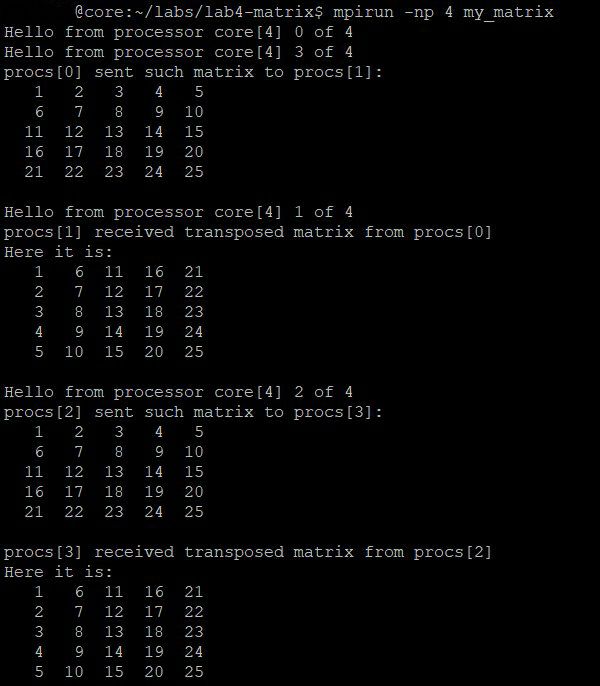 @core:~/labs/lab4-matrix$ mpirun -np 4 my_matrix
Hello from processor core[4] 0 of 4
Hello from processor core[4] 3 of 4
procs[0] sent such matrix to procs[1]:
1 2 3 4 5
6 7 8 9 10
11 12 13 14 15
16 17 18 19 20
21 22 23 24 25
Hello from processor core[4] 1 of 4
procs[1] received transposed matrix from procs[0]
Here it is:
1 6 11 16 21
2 7 12 17 22
3 8 13 18 23
4 9 14 19 24
5 10 15 20 25
Hello from processor core[4] 2 of 4
procs[2] sent such matrix to procs[3]:
1 2 3 4 5
6 7 8 9 10
11 12 13 14 15
16 17 18 19 20
21 22 23 24 25
procs[3] received transposed matrix from procs[2]
Here it is:
1 6 11 16 21
2 7 12 17 22
3 8 13 18 23
4 9 14 19 24
5 10 15 20 25